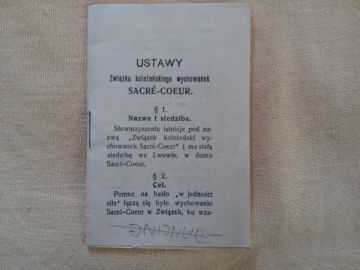 USTAWY
Związku koleżeńskiego wychowanek
SACRÉ-COEUR.
§ 1.
Nazwa i siedziba.
Stowarzyszenie istnieje pod na-
zwą „Związek koleżeński wy-
chowanek Sacré-Coeur” i ma stałą
siedzibę we Lwowie, w domu
Sacré-Coeur.
§ 2.
Cel.
Pomne na hasło „w jedności
siła” łączą się byłe wychowanki
Sacré-Coeur w Związek, ku wza-
DANCING